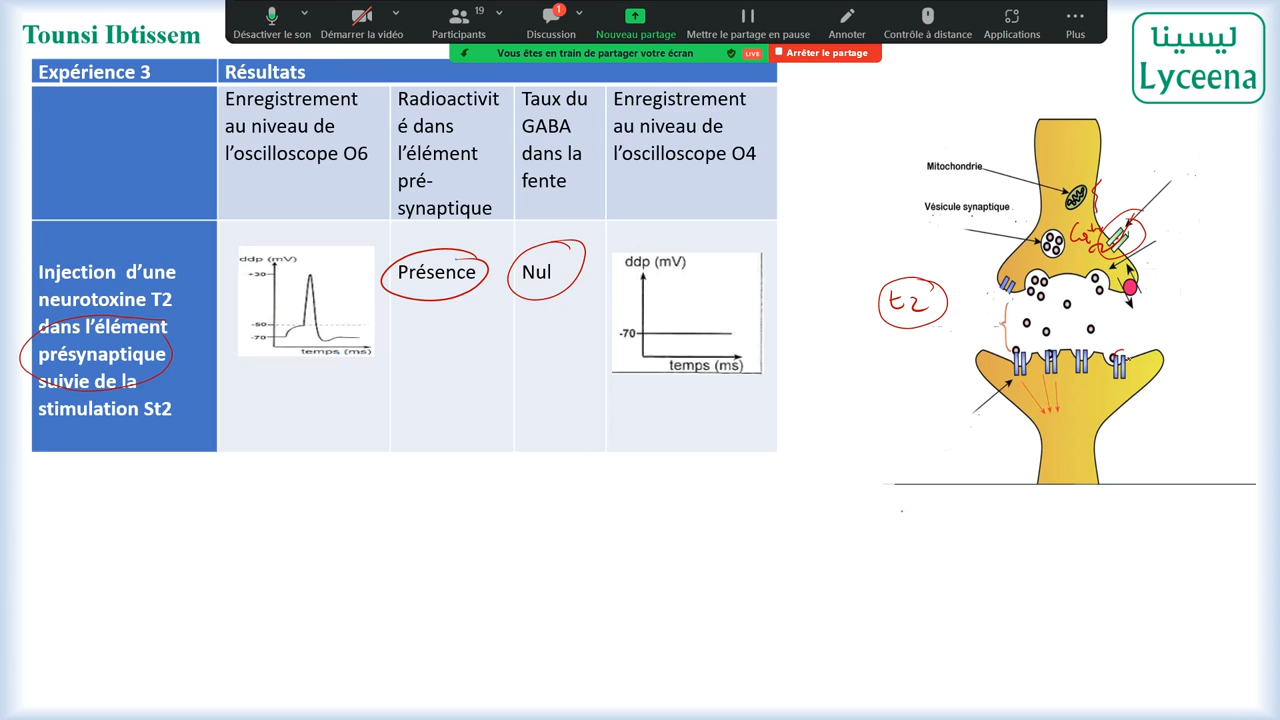 Tounsi Ibtissem
Désactiver le son
Démarrer la vidéo
19
Participants
1
Discussion
Nouveau partage
Mettre le partage en pause
Annoter
Contrôle à distance
Applications
Plus
Vous êtes en train de partager votre écran
LIVE
Arrêter le partage
ليسينا
Lyceena
Expérience 3
Résultats
Enregistrement
au niveau de
l’oscilloscope O6
Radioactivit
é dans
l’élément
pré-
synaptique
Taux du
GABA
dans la
fente
Enregistrement
au niveau de
l’oscilloscope O4
Injection d’une
neurotoxine T2
dans l’élément
présynaptique
suivie de la
stimulation St2
ddp (mV)
+30
-50
-70
temps (ms)
Présence
Nul
ddp (mV)
-70
temps (ms)
Mitochondrie
Vésicule synaptique
t2